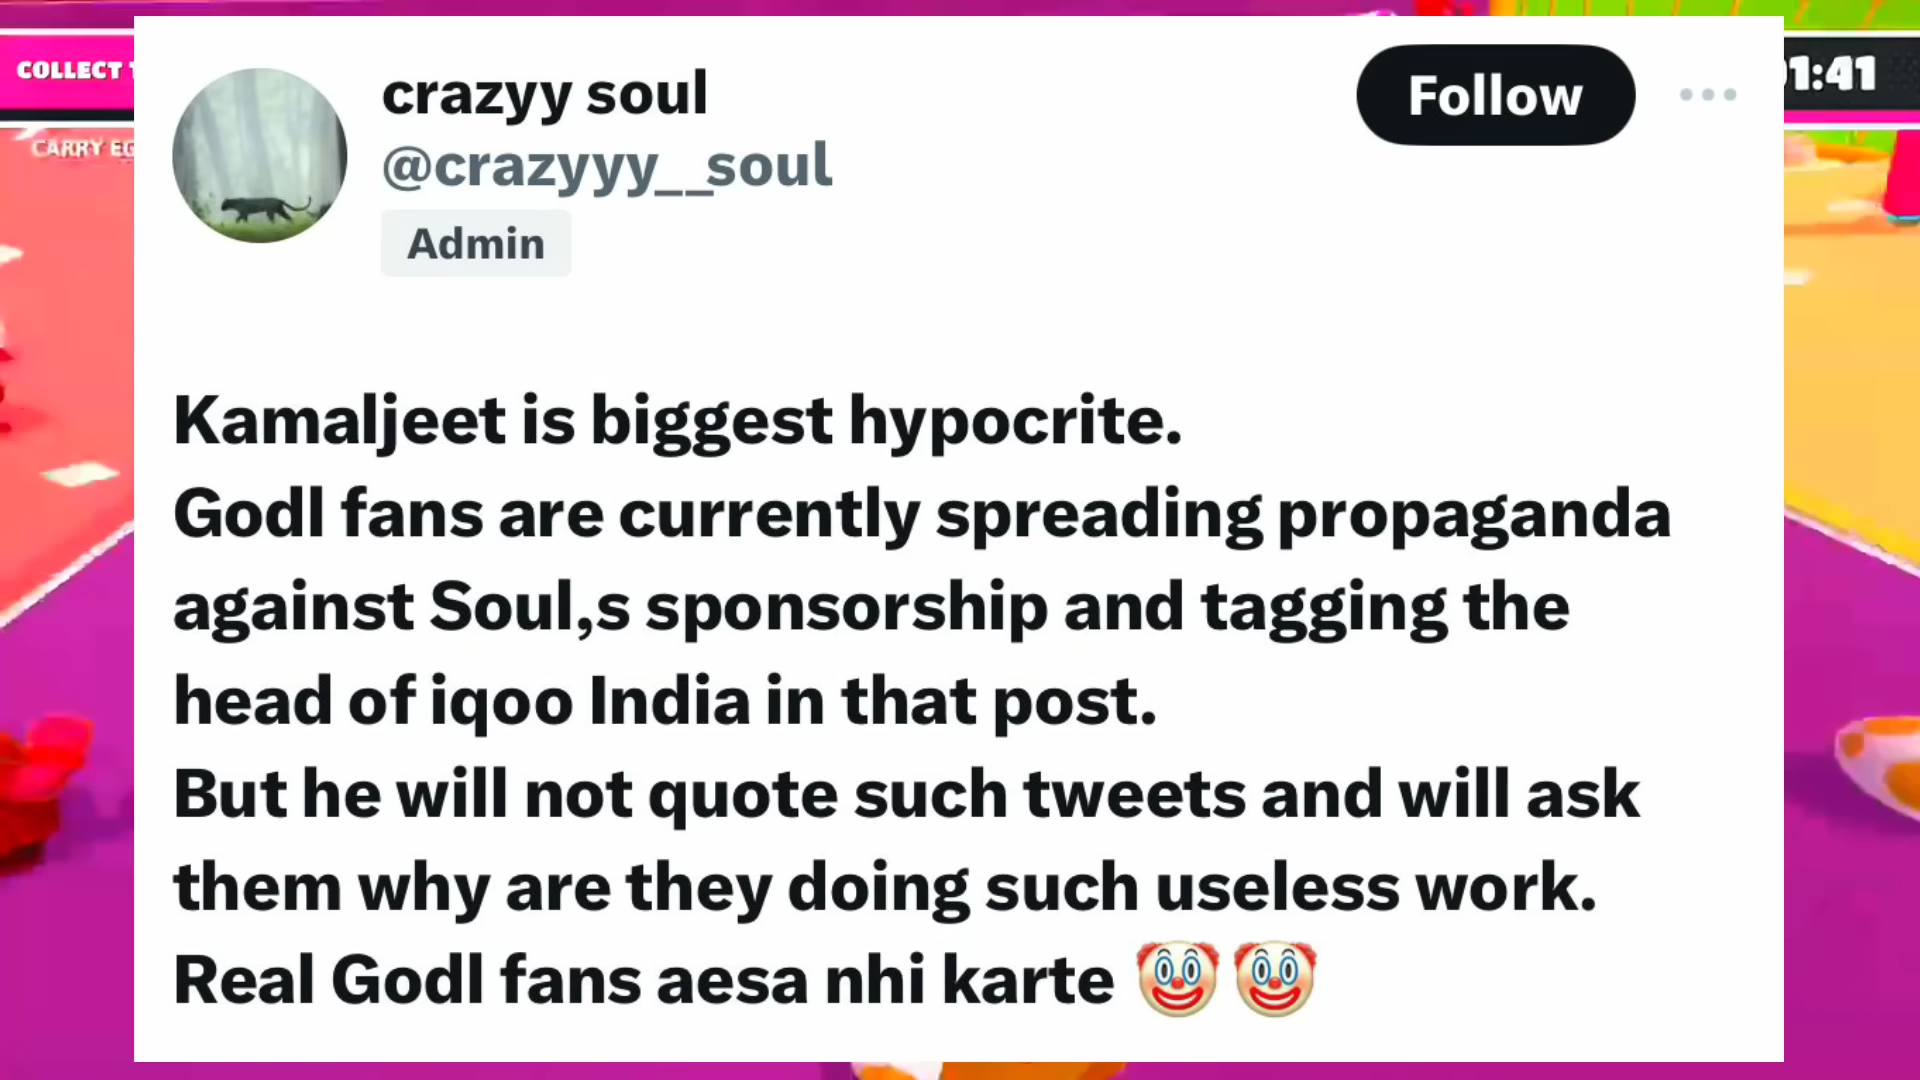 COLLECT
1:41
CARRY
crazyy soul
@crazyyy__soul
Admin
Follow
Kamaljeet is biggest hypocrite.
Godl fans are currently spreading propaganda
against Soul,s sponsorship and tagging the
head of iqoo India in that post.
But he will not quote such tweets and will ask
them why are they doing such useless work.
Real Godl fans aesa nhi karte 🤡 🤡